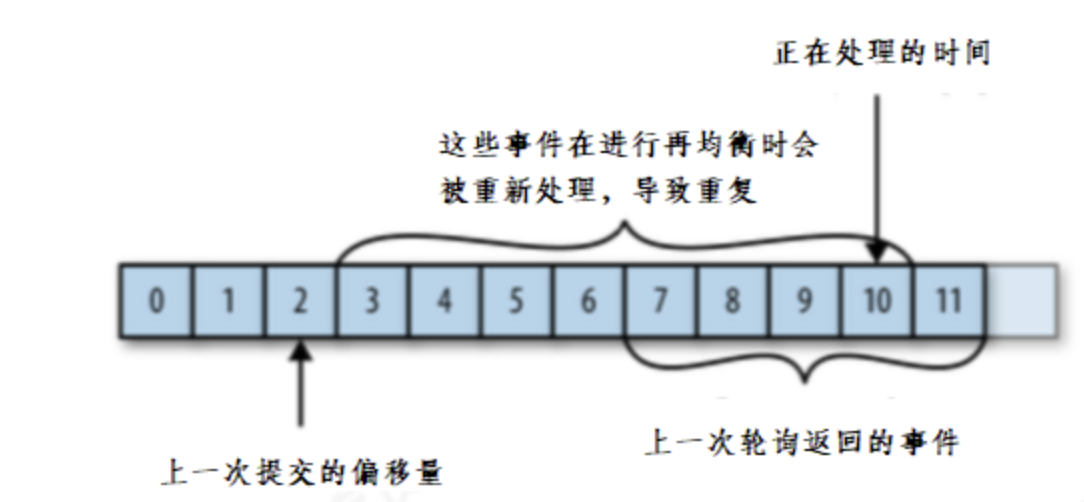 正在处理的时间
这些事件在进行再均衡时会
被重新处理，导致重复
0 1 2 3 4 5 6 7 8 9 10 11
上一次轮询返回的事件
上一次提交的偏移量